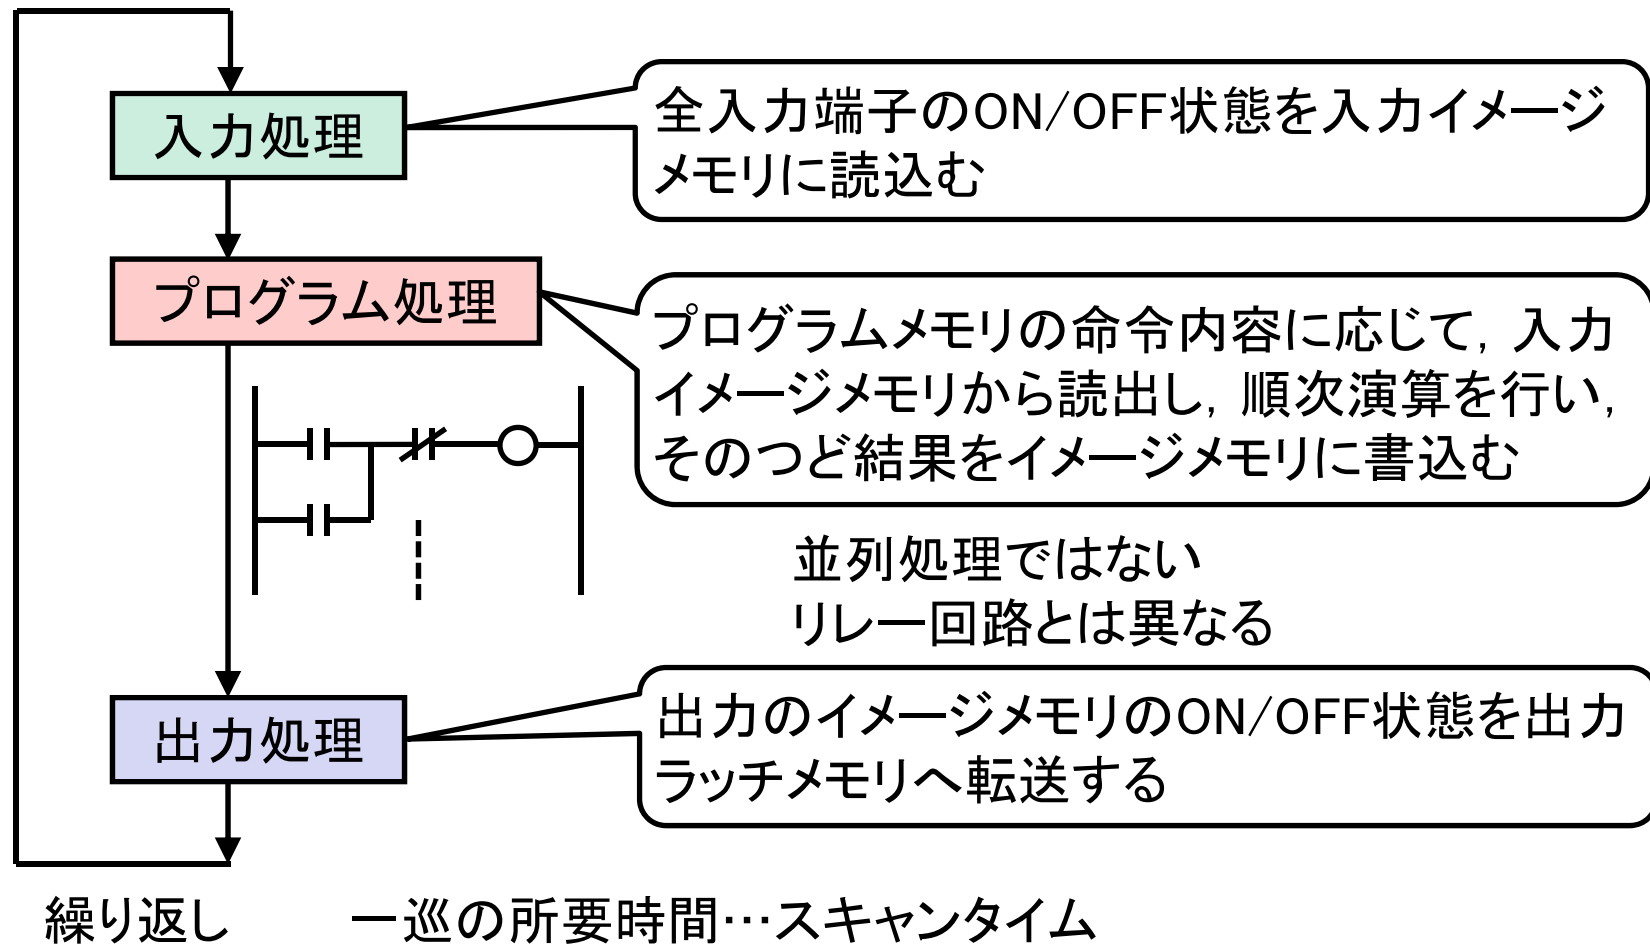 入力処理
全入力端子のON/OFF状態を入力イメージ
メモリに読込む
プログラム処理
プログラムメモリの命令内容に応じて，入力
イメージメモリから読出し，順次演算を行い，
そのつど結果をイメージメモリに書込む
並列処理ではない
リレー回路とは異なる
出力処理
出力のイメージメモリのON/OFF状態を出力
ラッチメモリへ転送する
繰り返し
一巡の所要時間…スキャンタイム